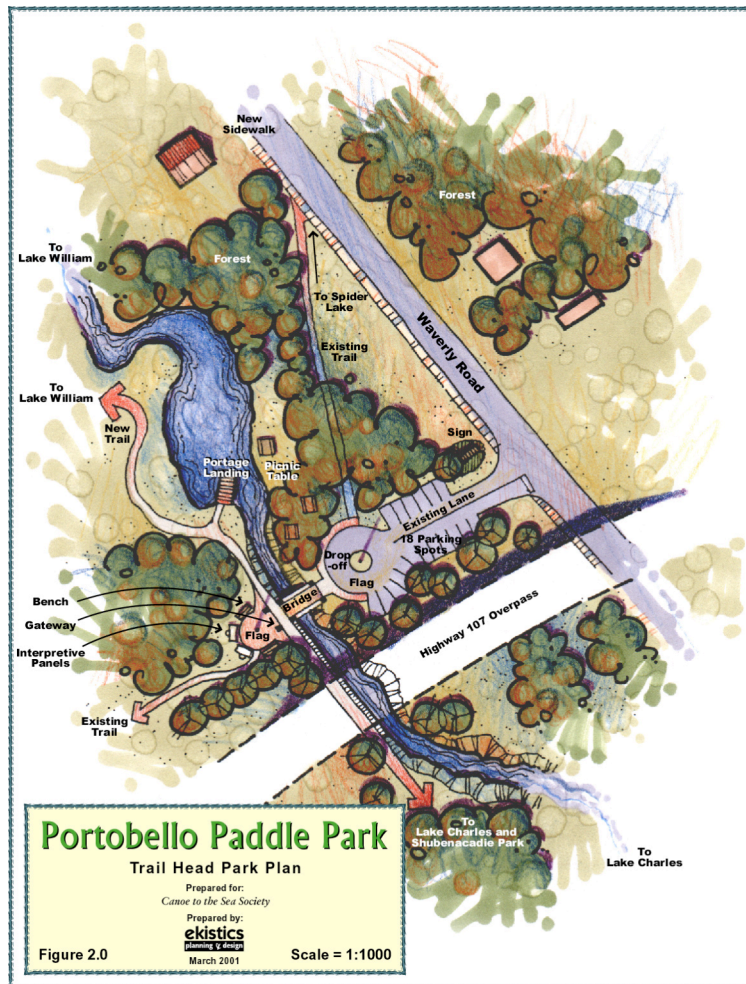 New
Sidewalk
Forest
To
Lake William
Forest
To Spider
Lake
Waverly Road
Existing
Trail
To
Lake William
New
Trail
Sign
Portage
Landing
Picnic
Table
Existing Lane
18 Parking
Spots
Drop
-off
Flag
Bench
Bridge
Gateway
Flag
Interpretive
Panels
Highway 107 Overpass
Existing
Trail
To
Lake Charles and
Shubenacadie Park
To
Lake Charles
Portobello Paddle Park
Trail Head Park Plan
Prepared for:
Canoe to the Sea Society
Prepared by:
ekistics
planning & design
March 2001
Figure 2.0
Scale = 1:1000